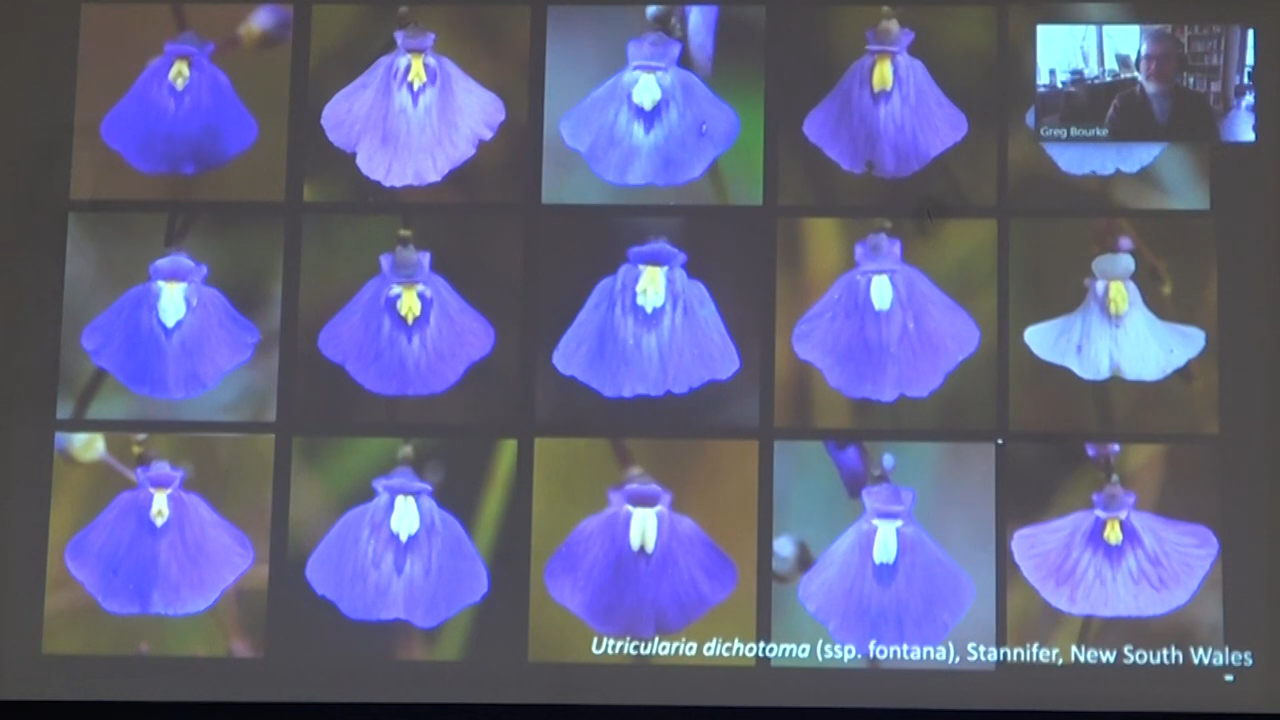 Greg Bourke
Utricularia dichotoma (ssp. fontana), Stannifer, New South Wales